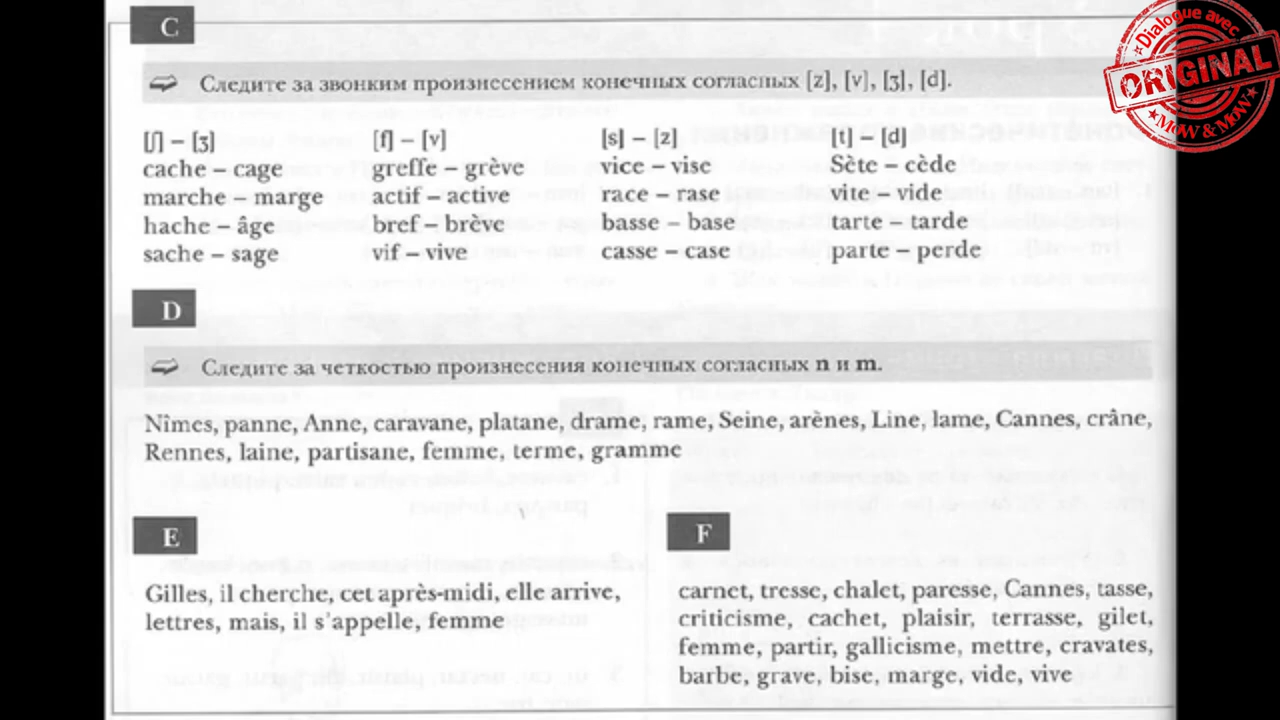 C
Следите за звонким произнесением конечных согласных [z], [v], [ʒ], [d].
[ʃ] – [ʒ]
cache – cage
marche – marge
hache – âge
sache – sage
[f] – [v]
greffe – grève
actif – active
bref – brève
vif – vive
[s] – [z]
vice – vise
race – rase
basse – base
casse – case
[t] – [d]
Sète – cède
vite – vide
tarte – tarde
parte – perde
D
Следите за четкостью произнесения конечных согласных n и m.
Nîmes, panne, Anne, caravane, platane, drame, rame, Seine, arènes, Line, lame, Cannes, crâne,
Rennes, laine, partisane, femme, terme, gramme
E
Gilles, il cherche, cet après-midi, elle arrive,
lettres, mais, il s'appelle, femme
F
carnet, tresse, chalet, paresse, Cannes, tasse,
criticisme, cachet, plaisir, terrasse, gilet,
femme, partir, gallicisme, mettre, cravates,
barbe, grave, bise, marge, vide, vive
Dialogue avec
ORIGINAL
MoW & MoW